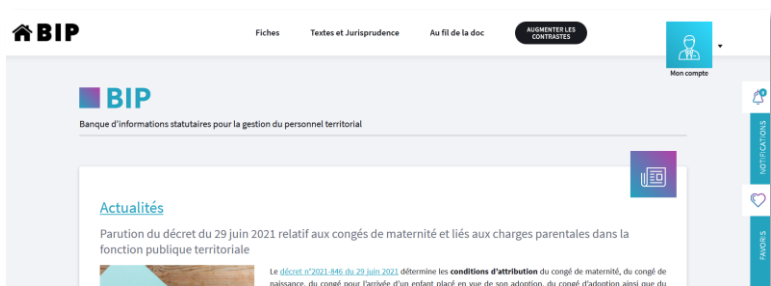 BIP
Fiches
Textes et Jurisprudence
Au fil de la doc
AUGMENTER LES
CONTRASTES
Mon compte
BIP
Banque d'informations statutaires pour la gestion du personnel territorial
NOTIFICATIONS
FAVORIS
Actualités
Parution du décret du 29 juin 2021 relatif aux congés de maternité et liés aux charges parentales dans la
fonction publique territoriale
Le décret n°2021-846 du 29 juin 2021 détermine les conditions d'attribution du congé de maternité, du congé de
naissance, du congé pour l'arrivée d'un enfant placé en vue de son adoption, du congé d'adoption ainsi que du